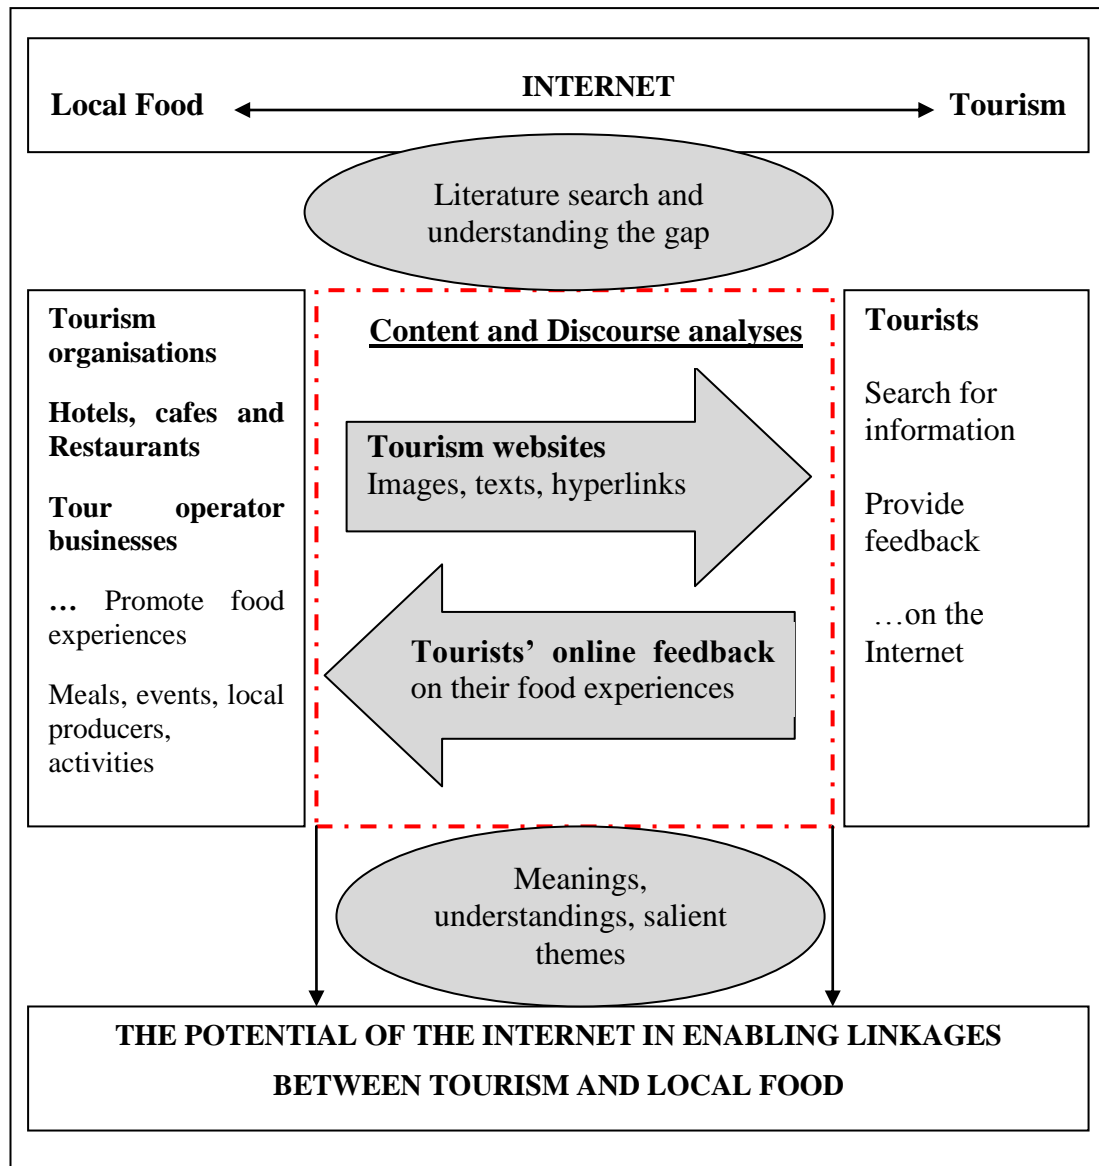 INTERNET
Local Food
Tourism
Literature search and
understanding the gap
Tourism
organisations
Hotels, cafes and
Restaurants
Tour operator
businesses
… Promote food
experiences
Meals, events, local
producers,
activities
Content and Discourse analyses
Tourism websites
Images, texts, hyperlinks
Tourists’ online feedback
on their food experiences
Tourists
Search for
information
Provide
feedback
…on the
Internet
Meanings,
understandings, salient
themes
THE POTENTIAL OF THE INTERNET IN ENABLING LINKAGES
BETWEEN TOURISM AND LOCAL FOOD